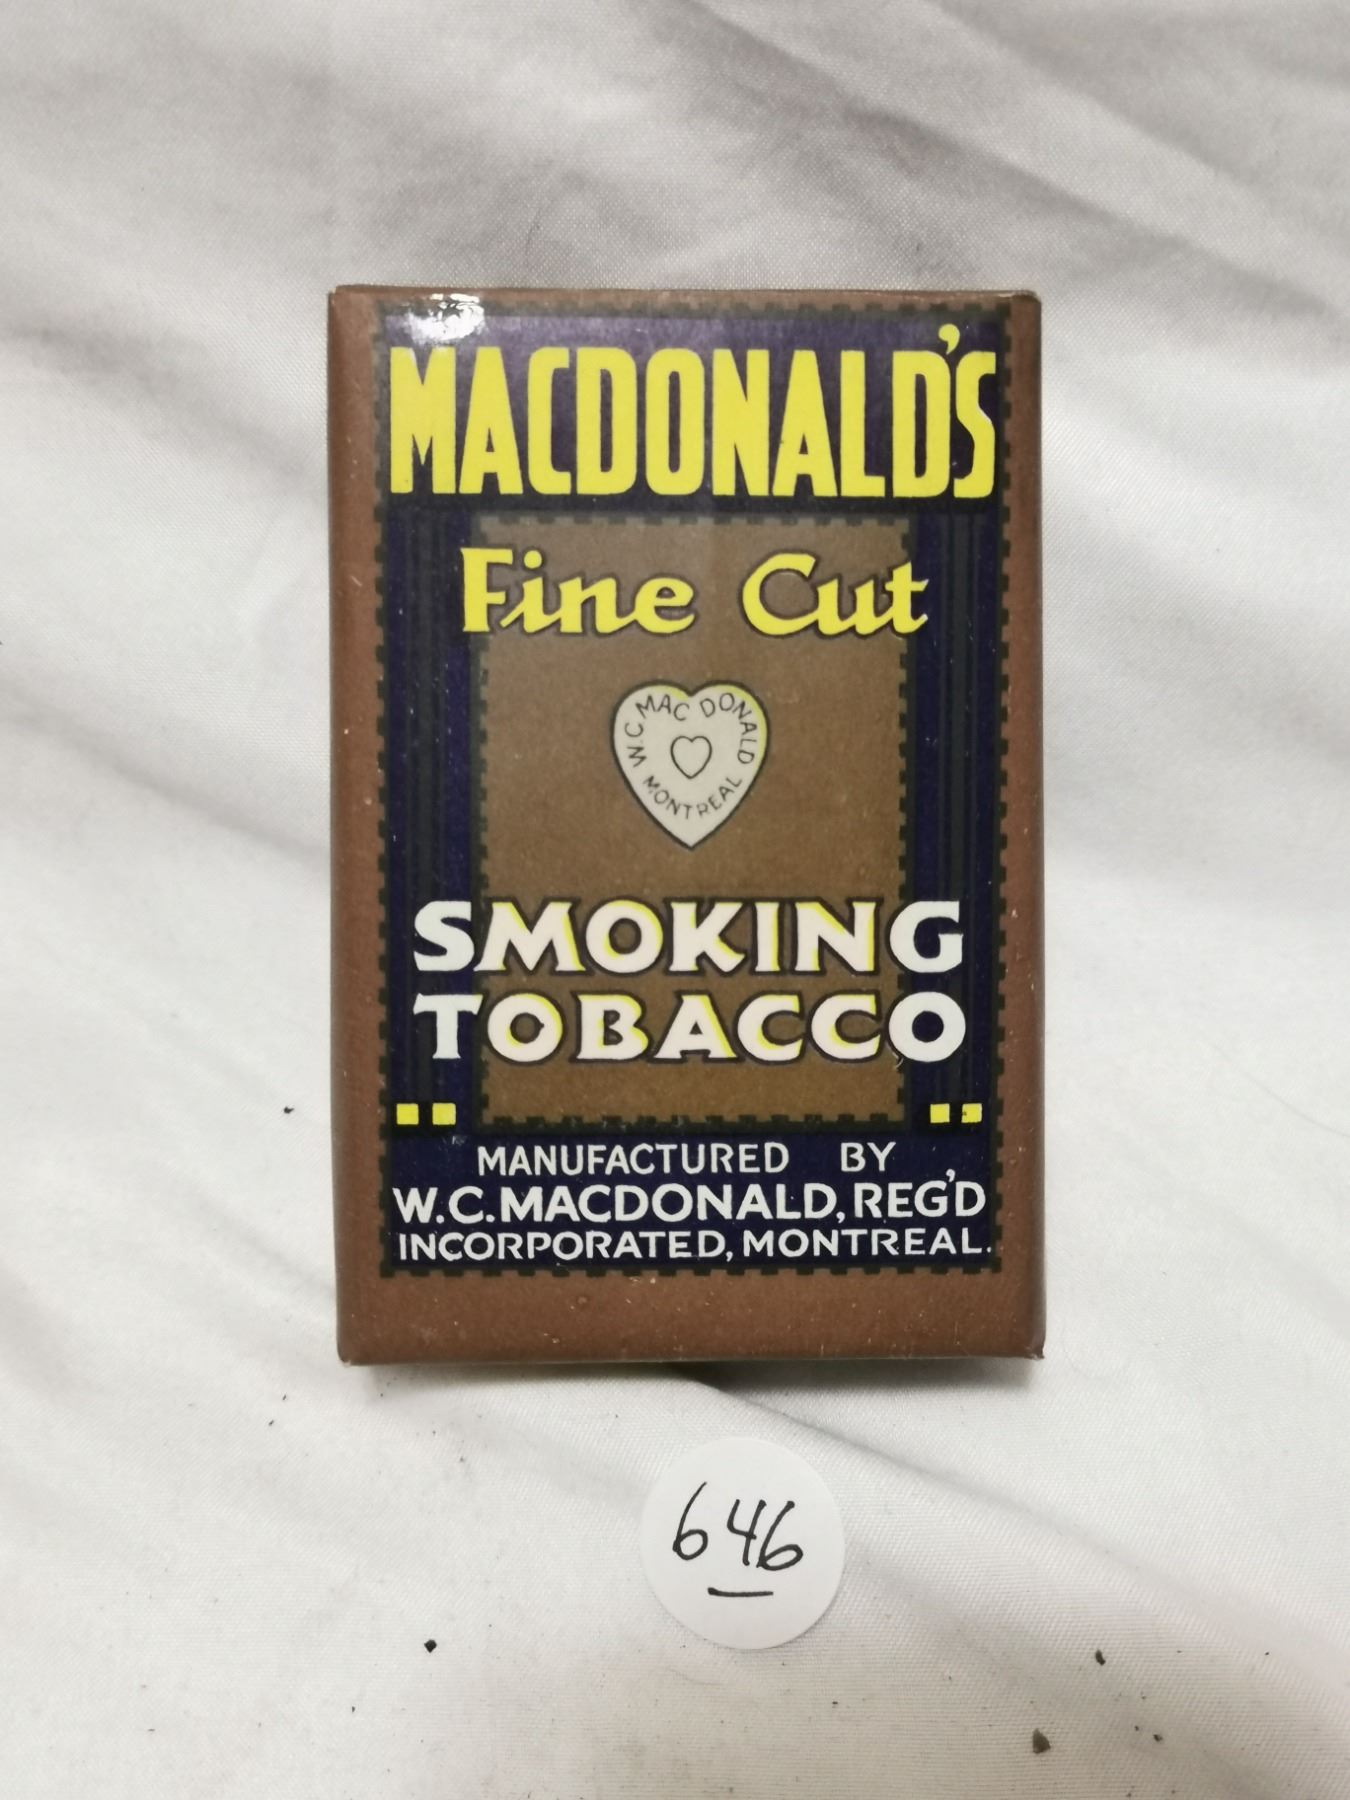 MACDONALD'S
Fine Cut
W.C. MAC DONALD
MONTREAL
SMOKING
TOBACCO
MANUFACTURED BY
W.C. MACDONALD, REG'D
INCORPORATED, MONTREAL.
646